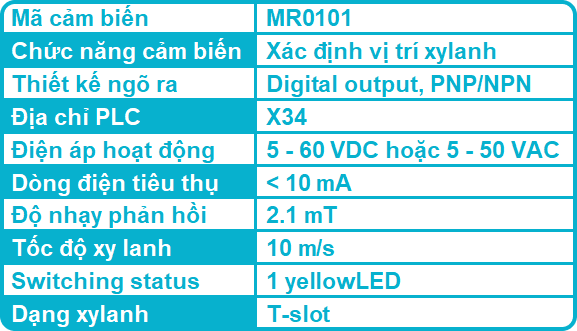 Mã cảm biến MR0101
Chức năng cảm biến Xác định vị trí xylanh
Thiết kế ngõ ra Digital output, PNP/NPN
Địa chỉ PLC X34
Điện áp hoạt động 5 - 60 VDC hoặc 5 - 50 VAC
Dòng điện tiêu thụ < 10 mA
Độ nhạy phản hồi 2.1 mT
Tốc độ xy lanh 10 m/s
Switching status 1 yellowLED
Dạng xylanh T-slot